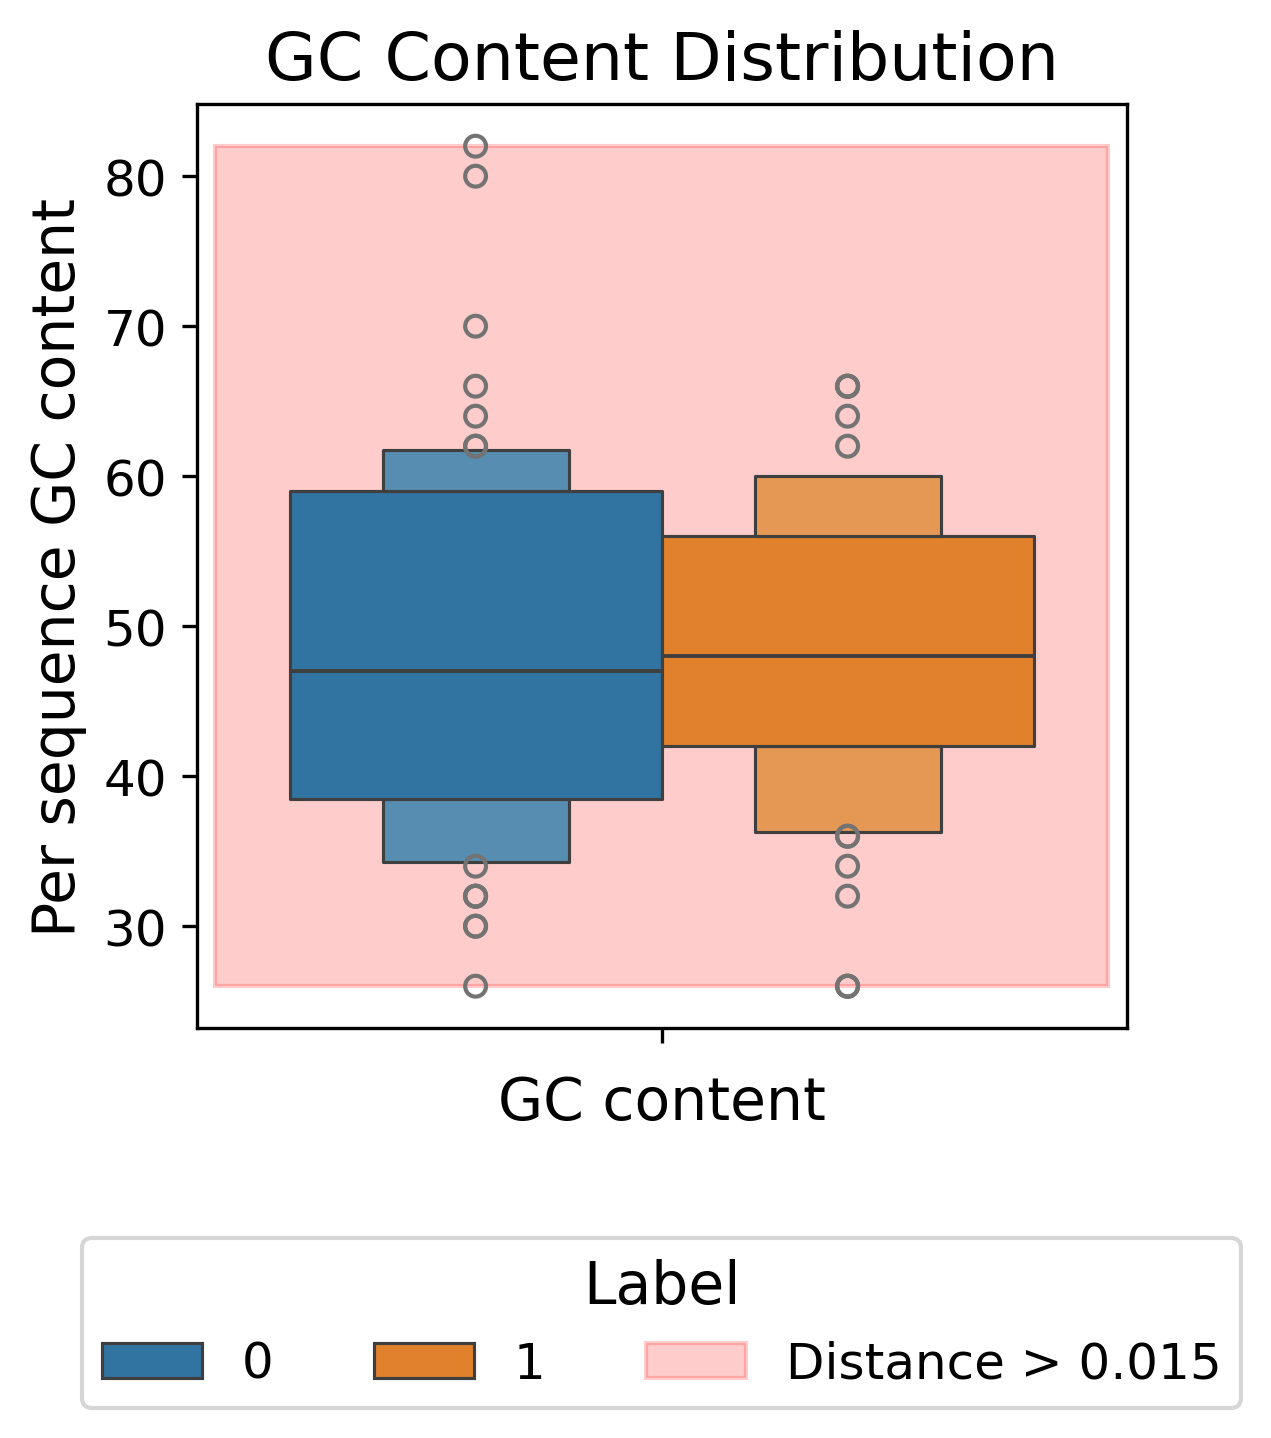 GC Content Distribution
Per sequence GC content
80
70
60
50
40
30
GC content
Label
0
1
Distance > 0.015